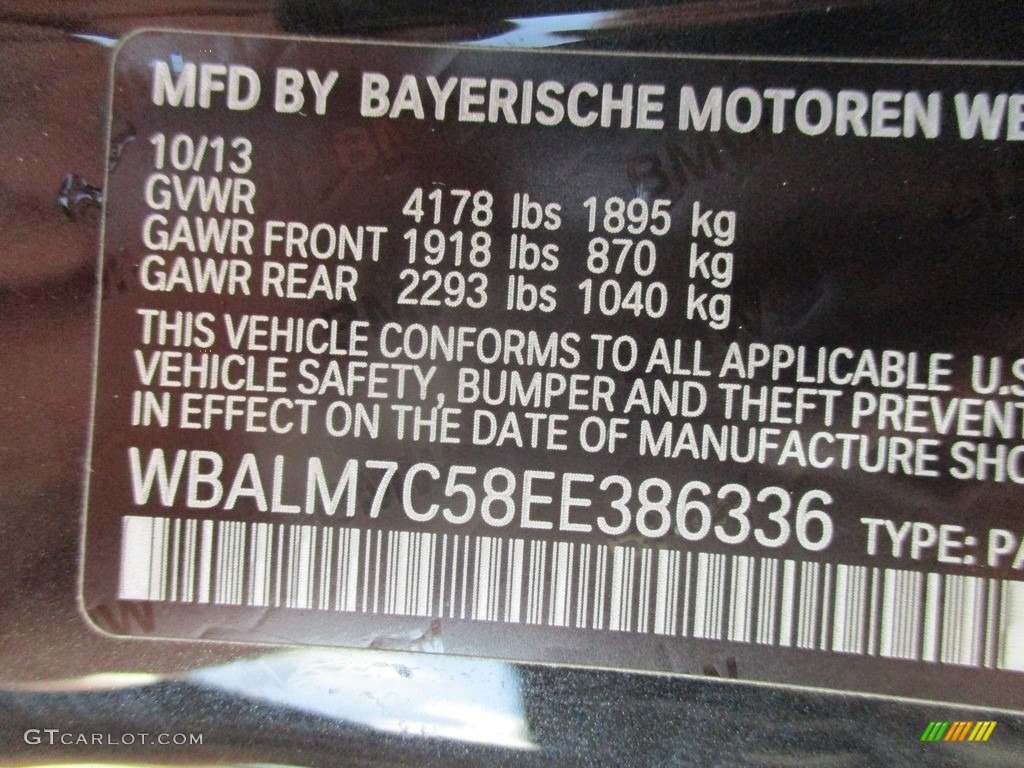 MFD BY BAYERISCHE MOTOREN WE
10/13
GVWR 4178 lbs 1895 kg
GAWR FRONT 1918 lbs 870 kg
GAWR REAR 2293 lbs 1040 kg
THIS VEHICLE CONFORMS TO ALL APPLICABLE U.S
VEHICLE SAFETY, BUMPER AND THEFT PREVENT
IN EFFECT ON THE DATE OF MANUFACTURE SHO
WBALM7C58EE386336 TYPE: PA
GTCARLOT.COM